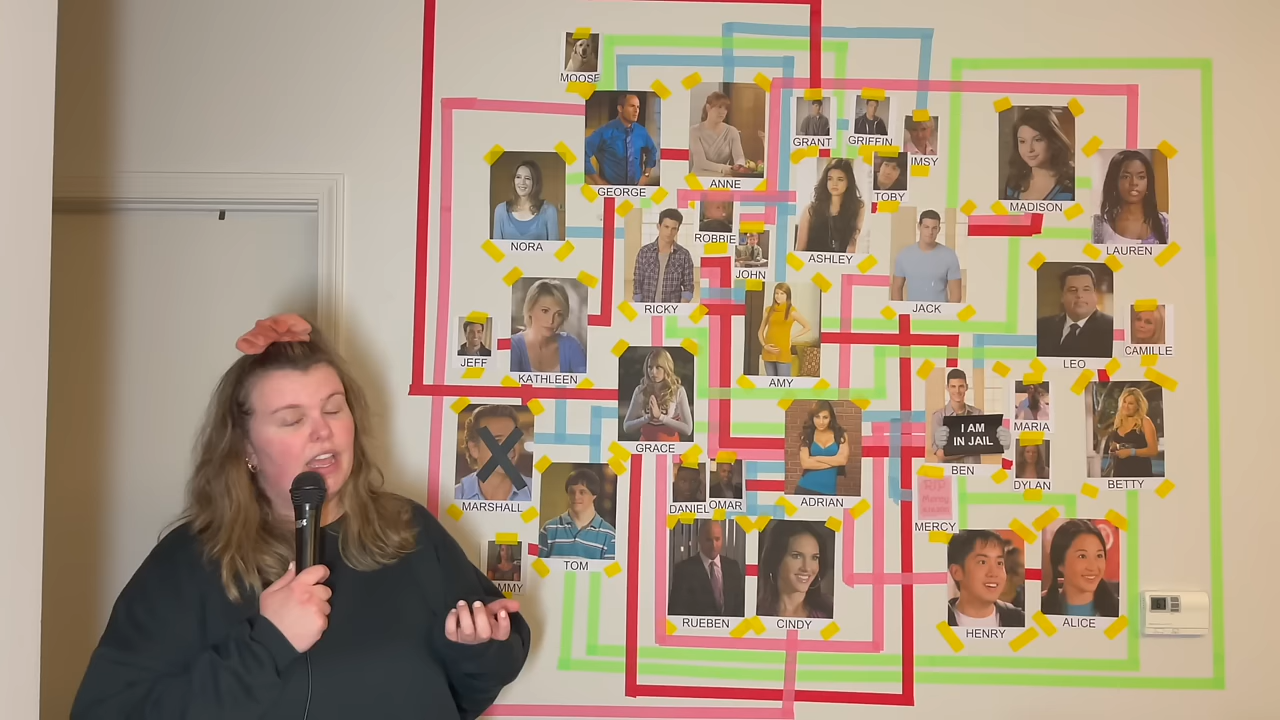 MOOSE
GEORGE
ANNE
GRANT
GRIFFIN
IMSY
TOBY
MADISON
LAUREN
NORA
ROBBIE
JOHN
ASHLEY
RICKY
JACK
JEFF
KATHLEEN
AMY
LEO
CAMILLE
GRACE
I AM
IN JAIL
BEN
MARIA
DYLAN
BETTY
MARSHALL
TOM
DANIEL
OMAR
ADRIAN
RIP
MERCY
MMY
RUEBEN
CINDY
HENRY
ALICE